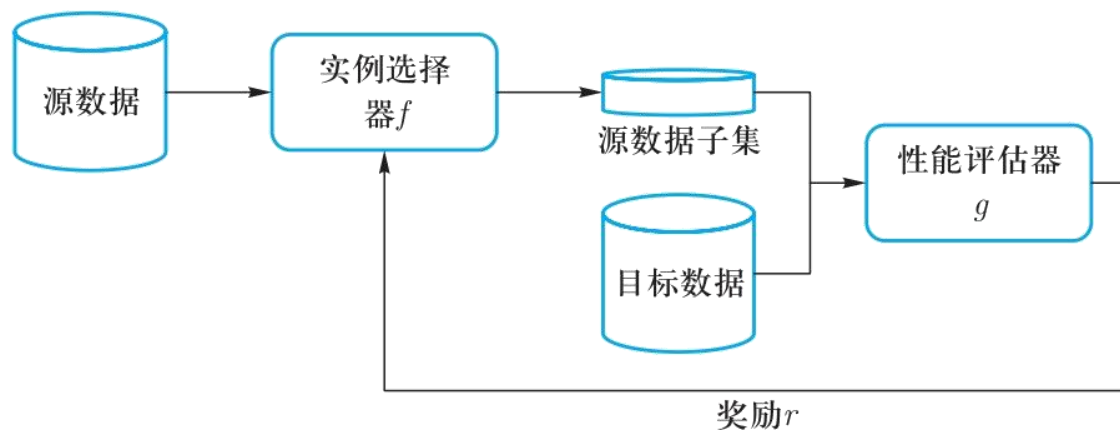 源数据
实例选择
器f
源数据子集
目标数据
性能评估器
g
奖励r